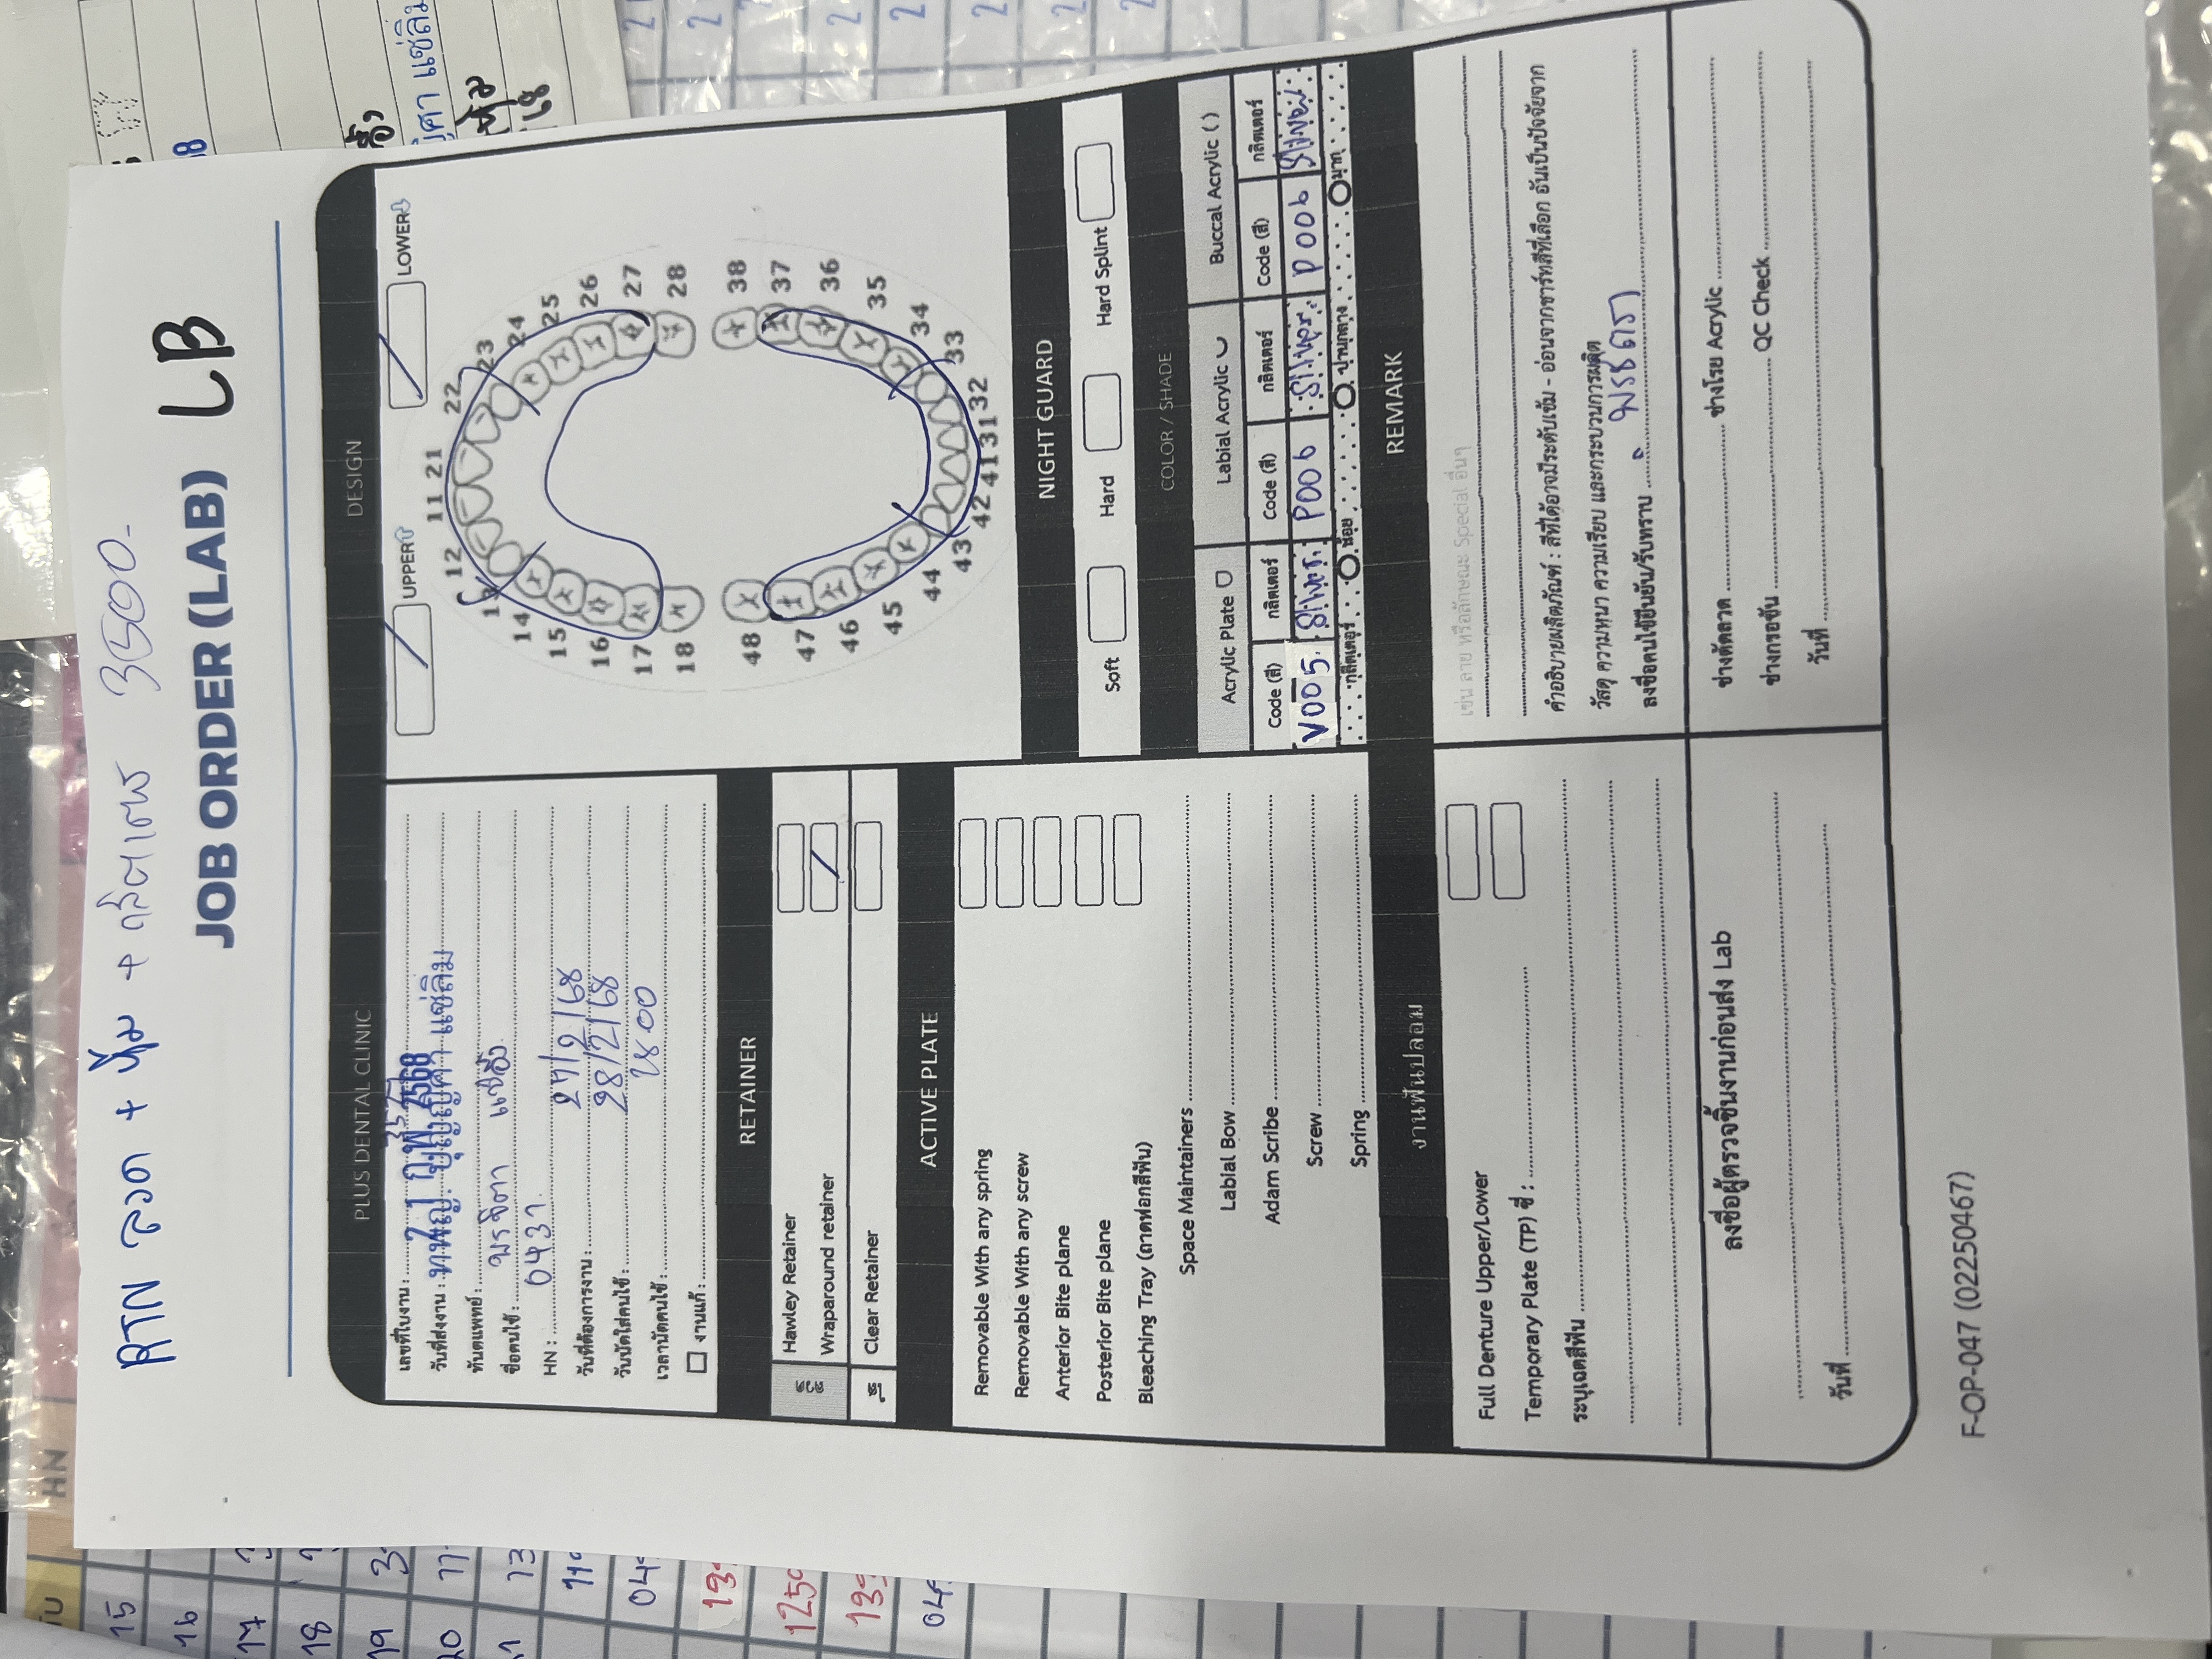 RTN ลวด + หุ้ม + กลิตเตอร์ 3500-
JOB ORDER (LAB) LB
PLUS DENTAL CLINIC
เลขที่ใบงาน : 357
วันที่ส่งงาน : 21 ก.พ. 2568
ทันตแพทย์ : ทพญ. บุญญิศา แซ่ลิ้ม
ชื่อคนไข้ : พรชิตา แซ่อึ้ง
HN : 0437
วันที่ต้องการงาน : 27/2/68
วันนัดใส่คนไข้ : 28/2/68
เวลานัดคนไข้ : 18 00
งานแก้ :
RETAINER
Hawley Retainer
Wraparound retainer
Clear Retainer
ACTIVE PLATE
Removable With any spring
Removable With any screw
Anterior Bite plane
Posterior Bite plane
Bleaching Tray (ถาดฟอกสีฟัน)
Space Maintainers
Labial Bow
Adam Scribe
Screw
Spring
งานฟันปลอม
Full Denture Upper/Lower
Temporary Plate (TP) ซี่ :
ระบุเฉดสีฟัน
ลงชื่อผู้ตรวจชิ้นงานก่อนส่ง Lab
วันที่
DESIGN
UPPER LOWER
11 21
12 22
13 23
14 24
15 25
16 26
17 27
18 28
48 38
47 37
46 36
45 35
44 34
43 33
42 41 31 32
NIGHT GUARD
Soft Hard Hard Splint
COLOR / SHADE
Acrylic Plate Labial Acrylic Buccal Acrylic ( )
Code (สี) กลิตเตอร์ Code (สี) กลิตเตอร์ Code (สี) กลิตเตอร์
V005 Silver P006 Silver P006 Silver
กลิตเตอร์ น้อย ปานกลาง มาก
REMARK
เช่น ลาย หรือลักษณะ Special อื่นๆ
คำอธิบายผลิตภัณฑ์ : สีที่ได้อาจมีระดับเข้ม - อ่อนจากชาร์ทสีที่เลือก อันเป็นปัจจัยจาก
วัสดุ ความหนา ความเรียบ และกระบวนการผลิต
ลงชื่อคนไข้ยืนยัน/รับทราบ พรชิตา
ช่างดัดลวด ช่างโรย Acrylic
ช่างกรอขัน QC Check
วันที่
F-OP-047 (02250467)
HN
15
16
17
18
19
20